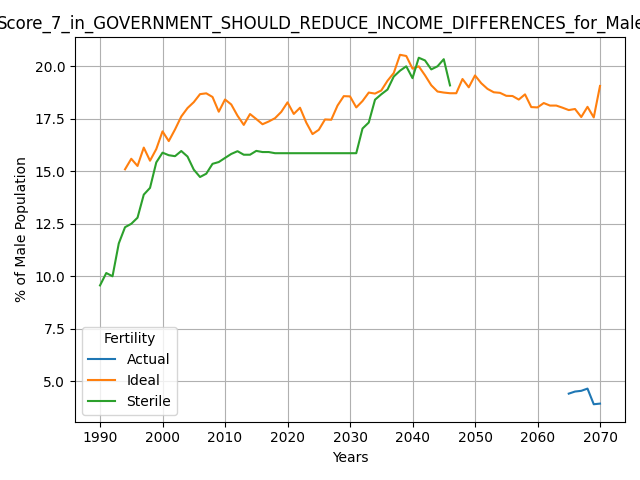 Score_7_in_GOVERNMENT_SHOULD_REDUCE_INCOME_DIFFERENCES_for_Male
20.0
17.5
15.0
12.5
10.0
7.5
5.0
% of Male Population
Fertility
Actual
Ideal
Sterile
1990 2000 2010 2020 2030 2040 2050 2060 2070
Years